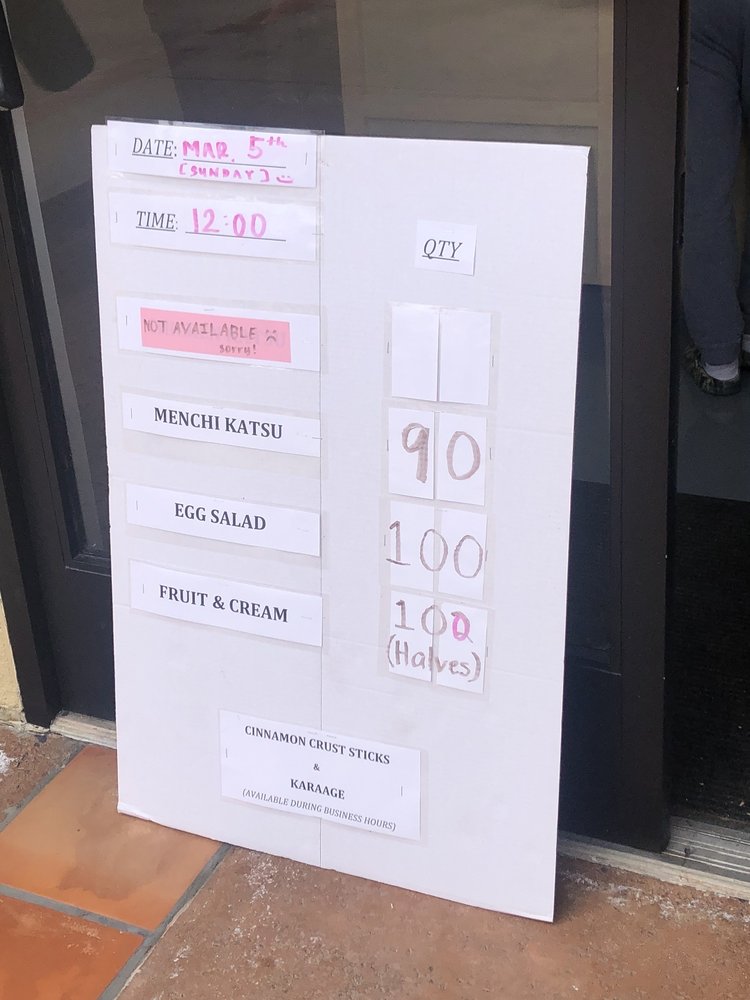 DATE: MAR. 5th
[SUNDAY] :)
TIME: 12:00
QTY
NOT AVAILABLE :(
sorry!
MENCHI KATSU 90
EGG SALAD 100
FRUIT & CREAM 100
(Halves)
CINNAMON CRUST STICKS
&
KARAAGE
(AVAILABLE DURING BUSINESS HOURS)